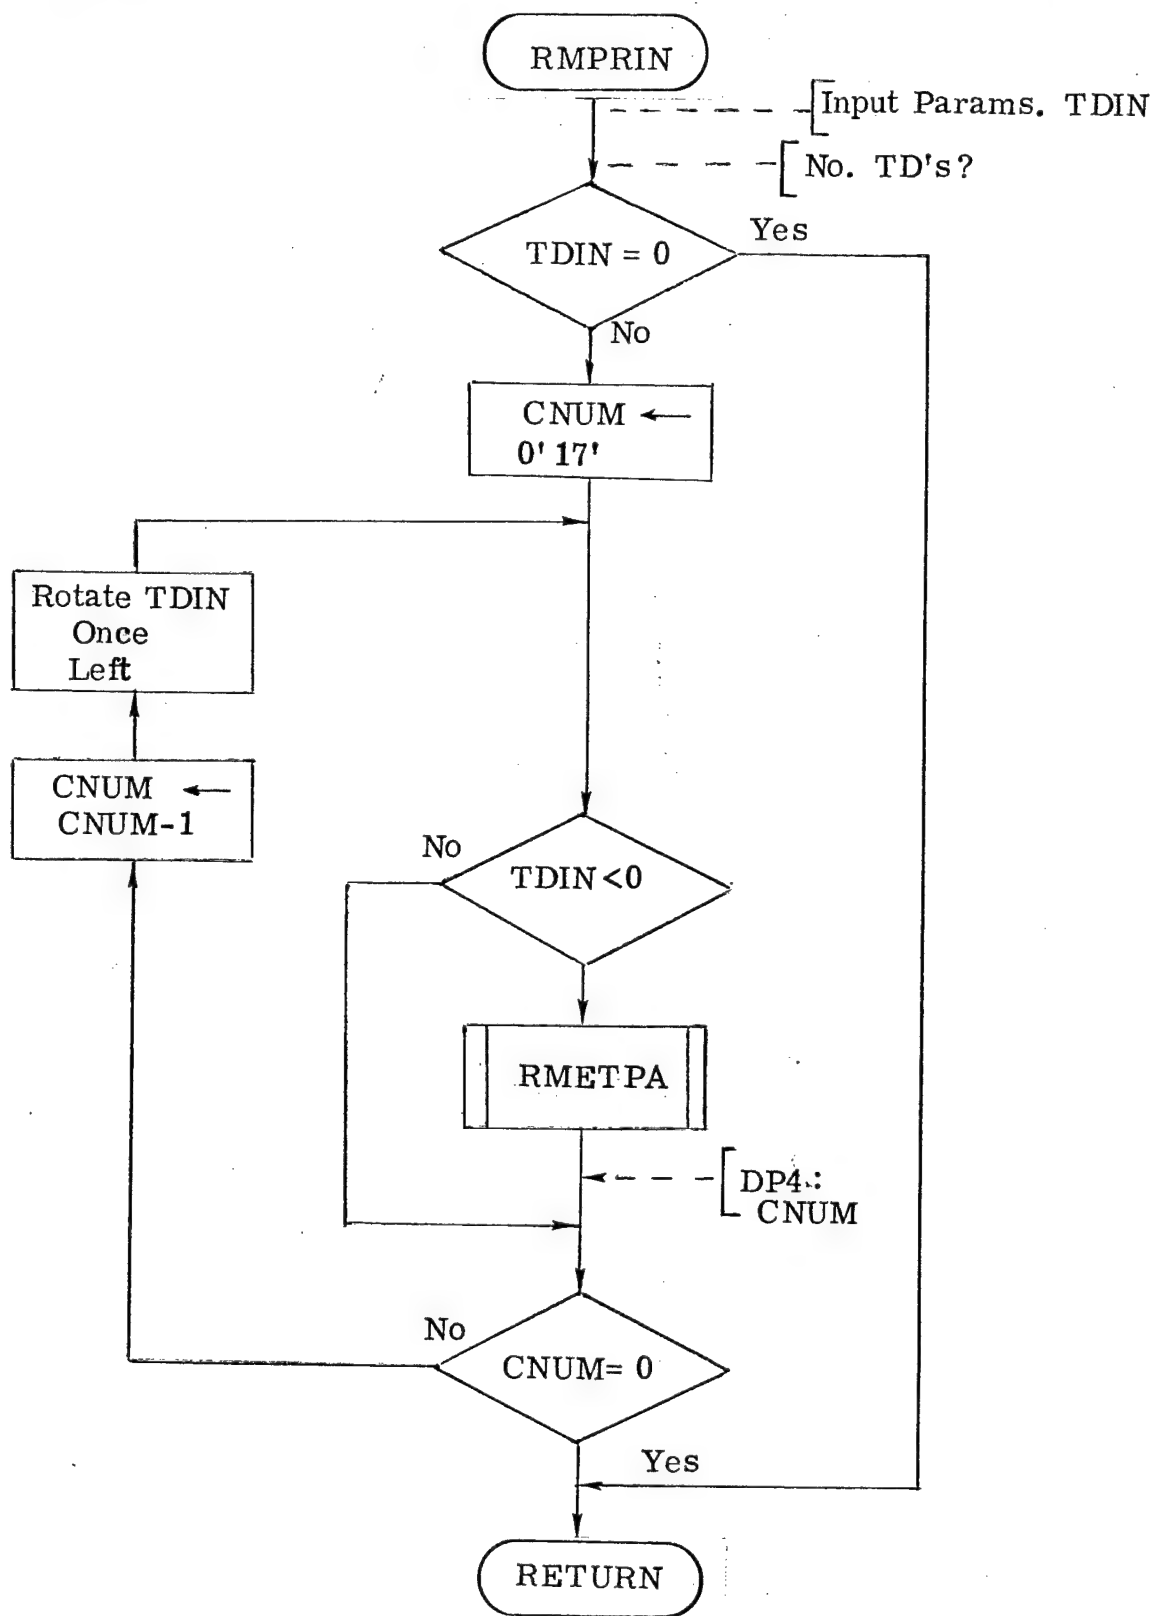 RMPRIN
Input Params. TDIN
No. TD's?
TDIN = 0
Yes
No
CNUM ←
0' 17'
Rotate TDIN
Once
Left
CNUM ←
CNUM-1
No
TDIN<0
RMETPA
DP4:
CNUM
No
CNUM= 0
Yes
RETURN